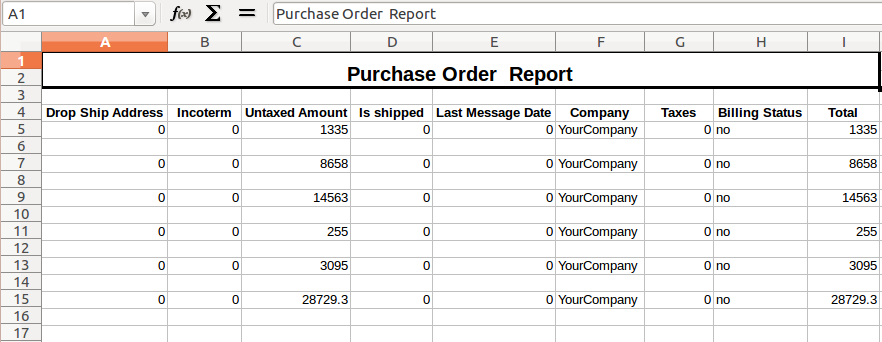 A1 f(x) Σ = Purchase Order Report
A B C D E F G H I
1
2 Purchase Order Report
3
4 Drop Ship Address Incoterm Untaxed Amount Is shipped Last Message Date Company Taxes Billing Status Total
5 0 0 1335 0 0 YourCompany 0 no 1335
6
7 0 0 8658 0 0 YourCompany 0 no 8658
8
9 0 0 14563 0 0 YourCompany 0 no 14563
10
11 0 0 255 0 0 YourCompany 0 no 255
12
13 0 0 3095 0 0 YourCompany 0 no 3095
14
15 0 0 28729.3 0 0 YourCompany 0 no 28729.3
16
17